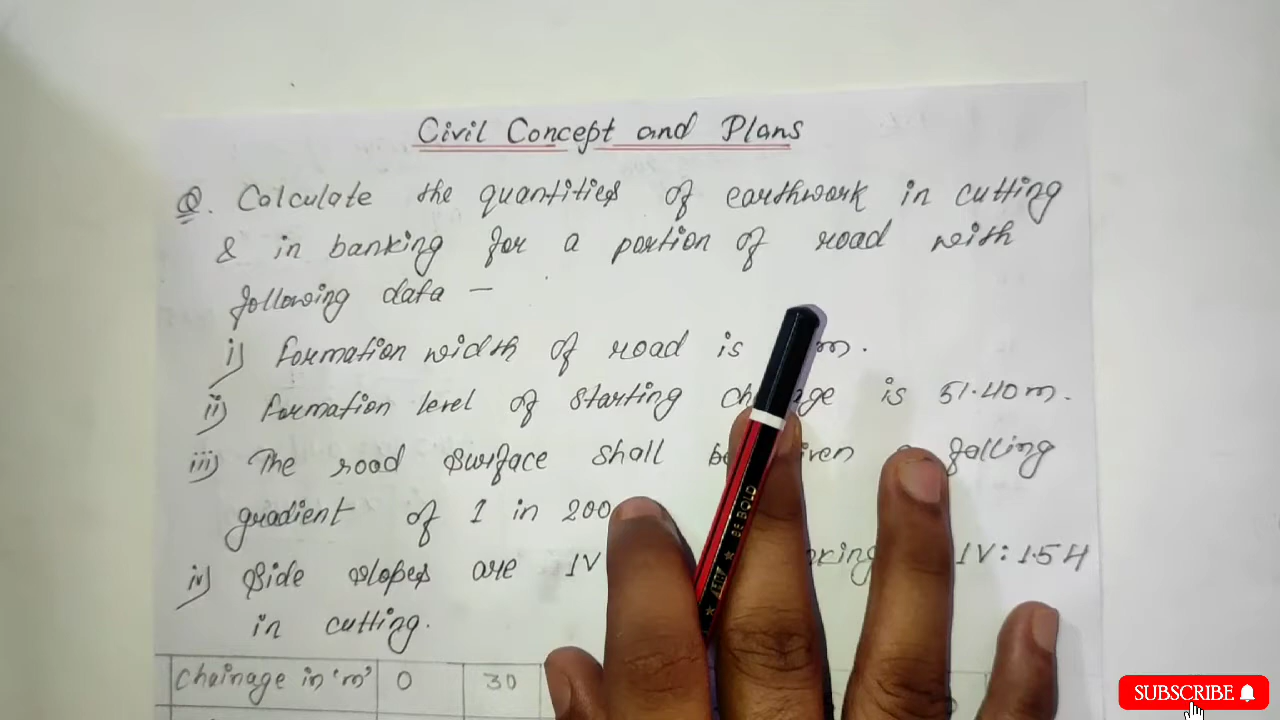 Civil Concept and Plans
Q. Calculate the quantities of earthwork in cutting
& in banking for a portion of road with
following data -
i) Formation width of road is m.
ii) Formation level of starting is 51.40m.
iii) The road surface shall falling
gradient of 1 in 200
iv) Side slopes are 1V 1V:1.5H
in cutting.
Chainage in 'm' 0 30
BE BOLD
SUBSCRIBE